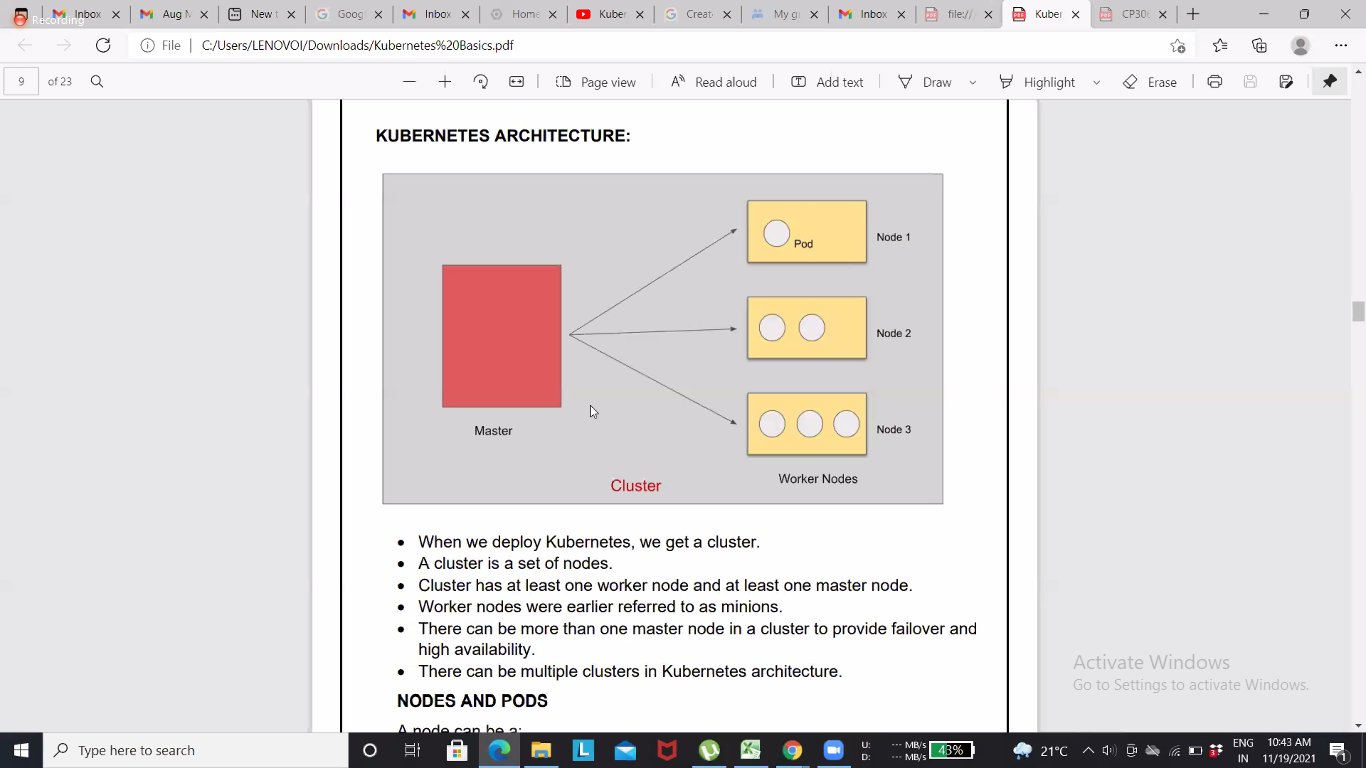 Recording
Inbox
Aug M
New t
Googl
Inbox
Home
Kuber
Create
My gr
Inbox
file://
Kuber
CP306
File
C:/Users/LENOVOI/Downloads/Kubernetes%20Basics.pdf
9 of 23
Page view
Read aloud
Add text
Draw
Highlight
Erase
KUBERNETES ARCHITECTURE:
Pod
Node 1
Node 2
Node 3
Master
Worker Nodes
Cluster
• When we deploy Kubernetes, we get a cluster.
• A cluster is a set of nodes.
• Cluster has at least one worker node and at least one master node.
• Worker nodes were earlier referred to as minions.
• There can be more than one master node in a cluster to provide failover and
high availability.
• There can be multiple clusters in Kubernetes architecture.
NODES AND PODS
A node can be a:
Activate Windows
Go to Settings to activate Windows.
Type here to search
U: --- MB/s
D: --- MB/s
43%
21°C
ENG
IN
10:43 AM
11/19/2021
1